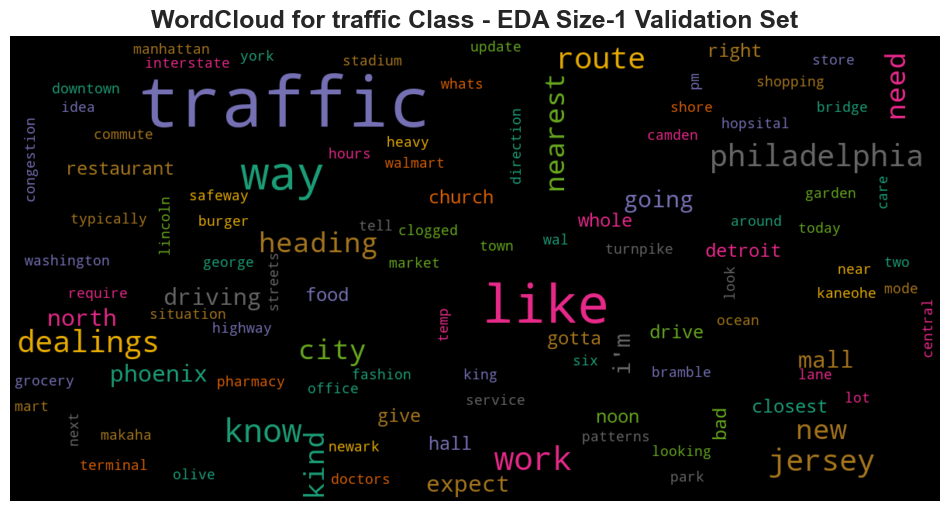 WordCloud for traffic Class - EDA Size-1 Validation Set
manhattan
interstate
york
stadium
update
whats
route
right
store
need
downtown
idea
traffic
nearest
pm
shopping
shore
bridge
hopsital
congestion
commute
heavy
hours
walmart
direction
camden
philadelphia
restaurant
way
safeway
church
going
garden
care
typically
lincoln
burger
tell
clogged
whole
around
today
heading
town
wal
turnpike
detroit
washington
george
streets
market
look
near
two
require
driving
food
like
kaneohe
mode
north
situation
highway
temp
gotta
drive
ocean
central
dealings
city
six
i'm
mall
grocery
phoenix
pharmacy
fashion
office
king
bramble
lane
mart
service
closest
lot
next
makaha
know
give
noon
bad
new
kind
newark
hall
patterns
terminal
olive
doctors
expect
work
looking
park
jersey